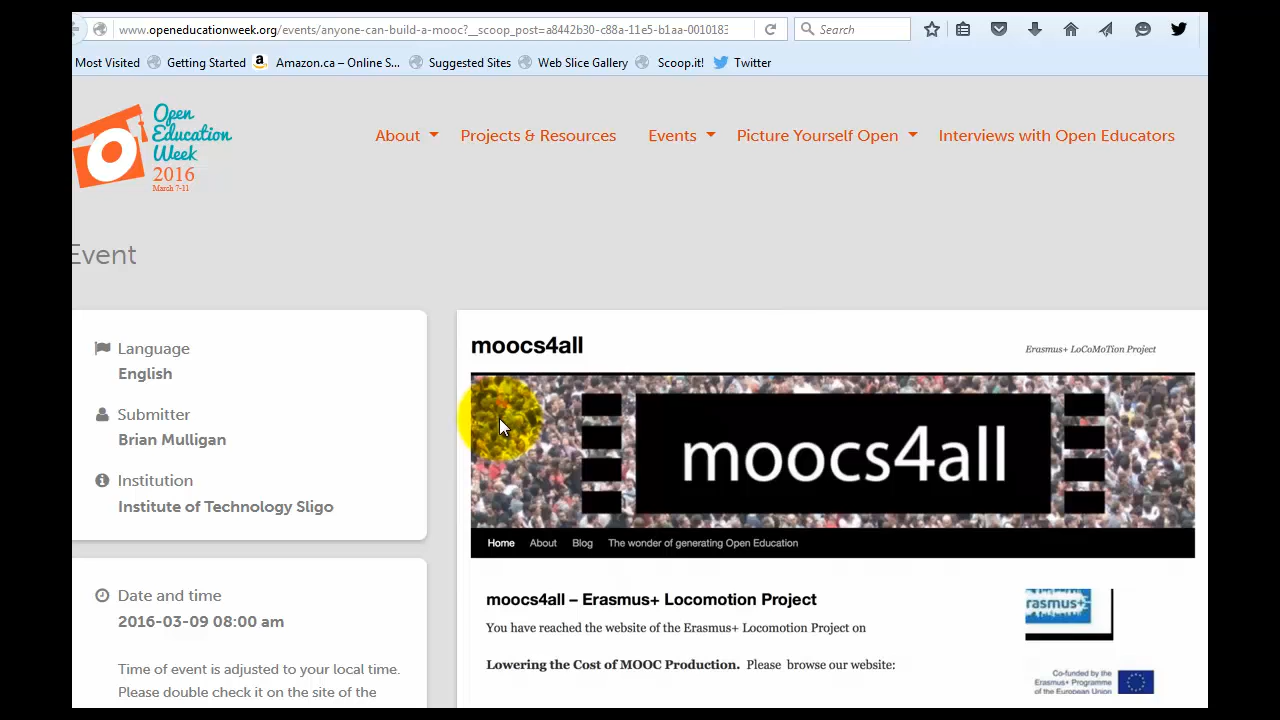 www.openeducationweek.org/events/anyone-can-build-a-mooc?__scoop_post=a8442b30-c88a-11e5-b1aa-0010183
Search
Most Visited Getting Started Amazon.ca – Online S... Suggested Sites Web Slice Gallery Scoop.it! Twitter
Open
Education
Week
2016
March 7-11
About Projects & Resources Events Picture Yourself Open Interviews with Open Educators
Event
Language
English
Submitter
Brian Mulligan
Institution
Institute of Technology Sligo
Date and time
2016-03-09 08:00 am
Time of event is adjusted to your local time.
Please double check it on the site of the
moocs4all
Erasmus+ LoCoMoTion Project
moocs4all
Home About Blog The wonder of generating Open Education
moocs4all – Erasmus+ Locomotion Project
You have reached the website of the Erasmus+ Locomotion Project on
Lowering the Cost of MOOC Production. Please browse our website:
rasmus+
Co-funded by the
Erasmus+ Programme
of the European Union